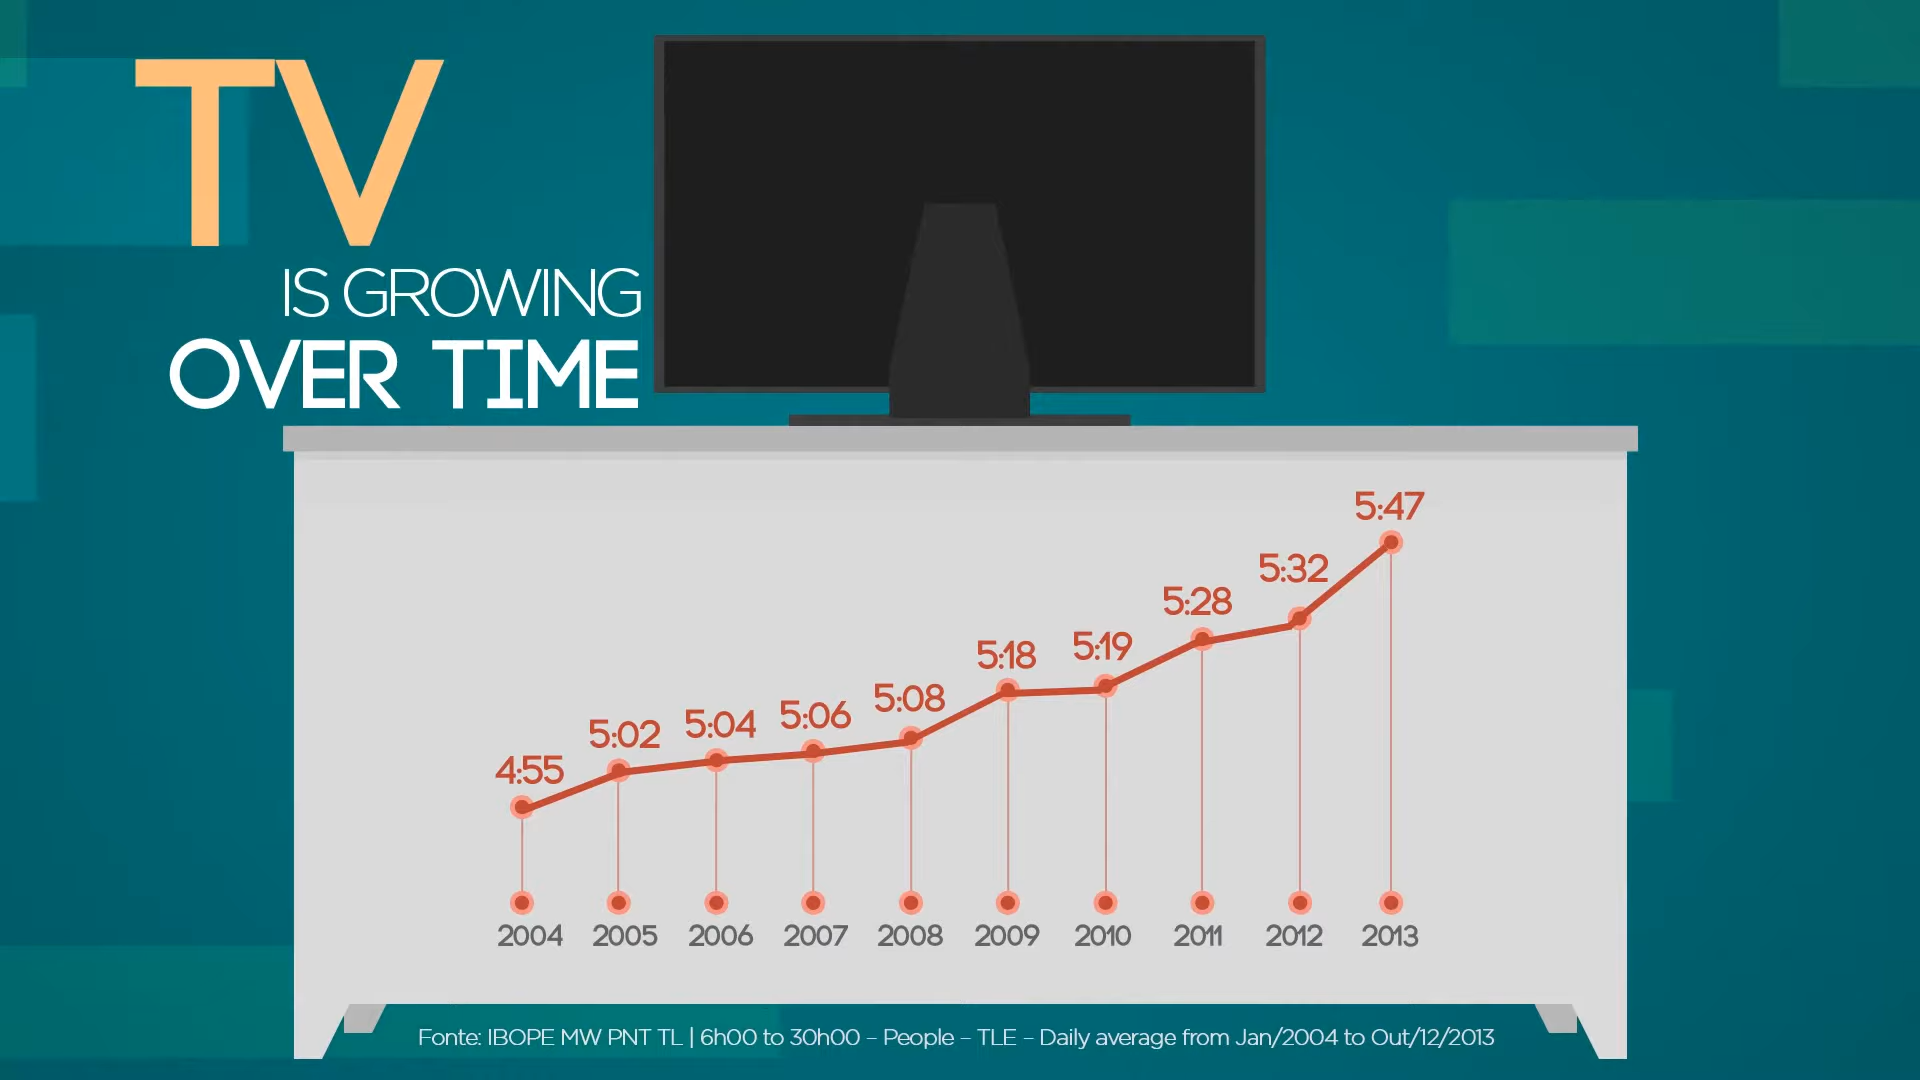 TV
IS GROWING
OVER TIME
5:47
5:32
5:28
5:19
5:18
5:08
5:06
5:04
5:02
4:55
2004 2005 2006 2007 2008 2009 2010 2011 2012 2013
Fonte: IBOPE MW PNT TL | 6h00 to 30h00 – People – TLE – Daily average from Jan/2004 to Out/12/2013